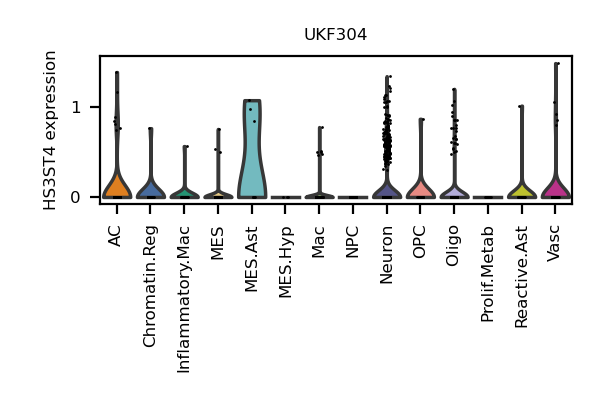 UKF304
HS3ST4 expression
1
0
AC
Chromatin.Reg
Inflammatory.Mac
MES
MES.Ast
MES.Hyp
Mac
NPC
Neuron
OPC
Oligo
Prolif.Metab
Reactive.Ast
Vasc